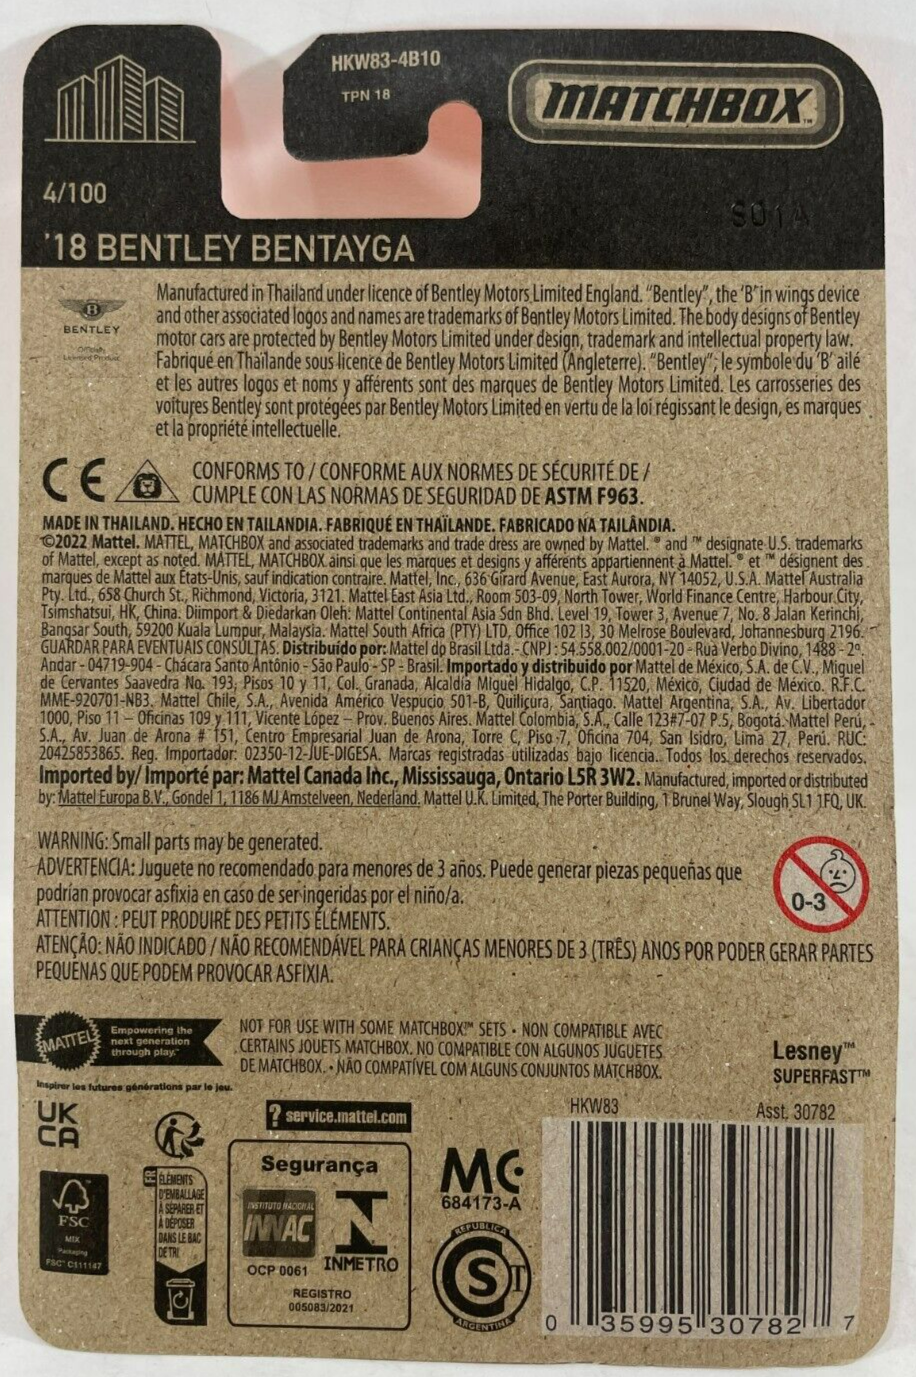 HKW83-4B10
TPN 18
MATCHBOX™
4/100
S01A
'18 BENTLEY BENTAYGA
B
BENTLEY
Officially
Licensed Product
Manufactured in Thailand under licence of Bentley Motors Limited England. “Bentley”, the ‘B’ in wings device
and other associated logos and names are trademarks of Bentley Motors Limited. The body designs of Bentley
motor cars are protected by Bentley Motors Limited under design, trademark and intellectual property law.
Fabriqué en Thaïlande sous licence de Bentley Motors Limited (Angleterre). “Bentley”, le symbole du ‘B’ ailé
et les autres logos et noms y afférents sont des marques de Bentley Motors Limited. Les carrosseries des
voitures Bentley sont protégées par Bentley Motors Limited en vertu de la loi régissant le design, es marques
et la propriété intellectuelle.
CE
CONFORMS TO / CONFORME AUX NORMES DE SÉCURITÉ DE /
CUMPLE CON LAS NORMAS DE SEGURIDAD DE ASTM F963.
MADE IN THAILAND. HECHO EN TAILANDIA. FABRIQUÉ EN THAÏLANDE. FABRICADO NA TAILÂNDIA.
©2022 Mattel. MATTEL, MATCHBOX and associated trademarks and trade dress are owned by Mattel. ® and ™ designate U.S. trademarks
of Mattel, except as noted. MATTEL, MATCHBOX ainsi que les marques et designs y afférents appartiennent à Mattel. ® et ™ désignent des
marques de Mattel aux États-Unis, sauf indication contraire. Mattel, Inc., 636 Girard Avenue, East Aurora, NY 14052, U.S.A. Mattel Australia
Pty. Ltd., 658 Church St., Richmond, Victoria, 3121. Mattel East Asia Ltd., Room 503-09, North Tower, World Finance Centre, Harbour City,
Tsimshatsui, HK, China. Diimport & Diedarkan Oleh: Mattel Continental Asia Sdn Bhd. Level 19, Tower 3, Avenue 7, No. 8 Jalan Kerinchi,
Bangsar South, 59200 Kuala Lumpur, Malaysia. Mattel South Africa (PTY) LTD, Office 102 I3, 30 Melrose Boulevard, Johannesburg 2196.
GUARDAR PARA EVENTUAIS CONSULTAS. Distribuído por: Mattel do Brasil Ltda.- CNPJ : 54.558.002/0001-20 - Rua Verbo Divino, 1488 - 2º.
Andar - 04719-904 - Chácara Santo Antônio - São Paulo - SP - Brasil. Importado y distribuido por Mattel de México, S.A. de C.V., Miguel
de Cervantes Saavedra No. 193, Pisos 10 y 11, Col. Granada, Alcaldía Miguel Hidalgo, C.P. 11520, México, Ciudad de México. R.F.C.
MME-920701-NB3. Mattel Chile, S.A., Avenida Américo Vespucio 501-B, Quilicura, Santiago. Mattel Argentina, S.A., Av. Libertador
1000, Piso 11 – Oficinas 109 y 111, Vicente López – Prov. Buenos Aires. Mattel Colombia, S.A., Calle 123#7-07 P.5, Bogotá. Mattel Perú,
S.A., Av. Juan de Arona # 151, Centro Empresarial Juan de Arona, Torre C, Piso 7, Oficina 704, San Isidro, Lima 27, Perú. RUC:
20425853865. Reg. Importador: 02350-12-JUE-DIGESA. Marcas registradas utilizadas bajo licencia. Todos los derechos reservados.
Imported by/ Importé par: Mattel Canada Inc., Mississauga, Ontario L5R 3W2. Manufactured, imported or distributed
by: Mattel Europa B.V., Gondel 1, 1186 MJ Amstelveen, Nederland. Mattel U.K. Limited, The Porter Building, 1 Brunel Way, Slough SL1 1FQ, UK.
WARNING: Small parts may be generated.
ADVERTENCIA: Juguete no recomendado para menores de 3 años. Puede generar piezas pequeñas que
podrían provocar asfixia en caso de ser ingeridas por el niño/a.
ATTENTION : PEUT PRODUIRE DES PETITS ÉLÉMENTS.
ATENÇÃO: NÃO INDICADO / NÃO RECOMENDÁVEL PARA CRIANÇAS MENORES DE 3 (TRÊS) ANOS POR PODER GERAR PARTES
PEQUENAS QUE PODEM PROVOCAR ASFIXIA.
0-3
MATTEL
Empowering the
next generation
through play.™
Inspirer les futures générations par le jeu.
NOT FOR USE WITH SOME MATCHBOX™ SETS • NON COMPATIBLE AVEC
CERTAINS JOUETS MATCHBOX. NO COMPATIBLE CON ALGUNOS JUGUETES
DE MATCHBOX. • NÃO COMPATÍVEL COM ALGUNS CONJUNTOS MATCHBOX.
Lesney™
SUPERFAST™
UK
CA
? service.mattel.com
HKW83
Asst. 30782
FSC
MIX
Packaging
FSC™ C111147
FR
ÉLÉMENTS
D'EMBALLAGE
À SÉPARER ET
À DÉPOSER
DANS LE BAC
DE TRI
Segurança
INSTITUTO NACIONAL
INNAC
OCP 0061
INMETRO
REGISTRO
005083/2021
MC
684173-A
REPUBLICA
S
ARGENTINA
0 35995 30782 7